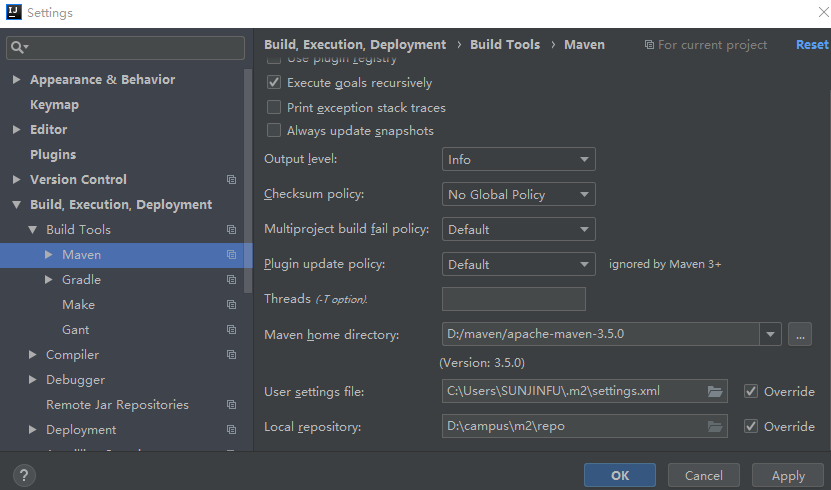 Settings
Build, Execution, Deployment › Build Tools › Maven For current project Reset
Appearance & Behavior
Keymap
Editor
Plugins
Version Control
Build, Execution, Deployment
Build Tools
Maven
Gradle
Make
Gant
Compiler
Debugger
Remote Jar Repositories
Deployment
Use plugin registry
Execute goals recursively
Print exception stack traces
Always update snapshots
Output level: Info
Checksum policy: No Global Policy
Multiproject build fail policy: Default
Plugin update policy: Default ignored by Maven 3+
Threads (-T option).
Maven home directory: D:/maven/apache-maven-3.5.0 ...
(Version: 3.5.0)
User settings file: C:\Users\SUNJINFU\.m2\settings.xml Override
Local repository: D:\campus\m2\repo Override
? OK Cancel Apply